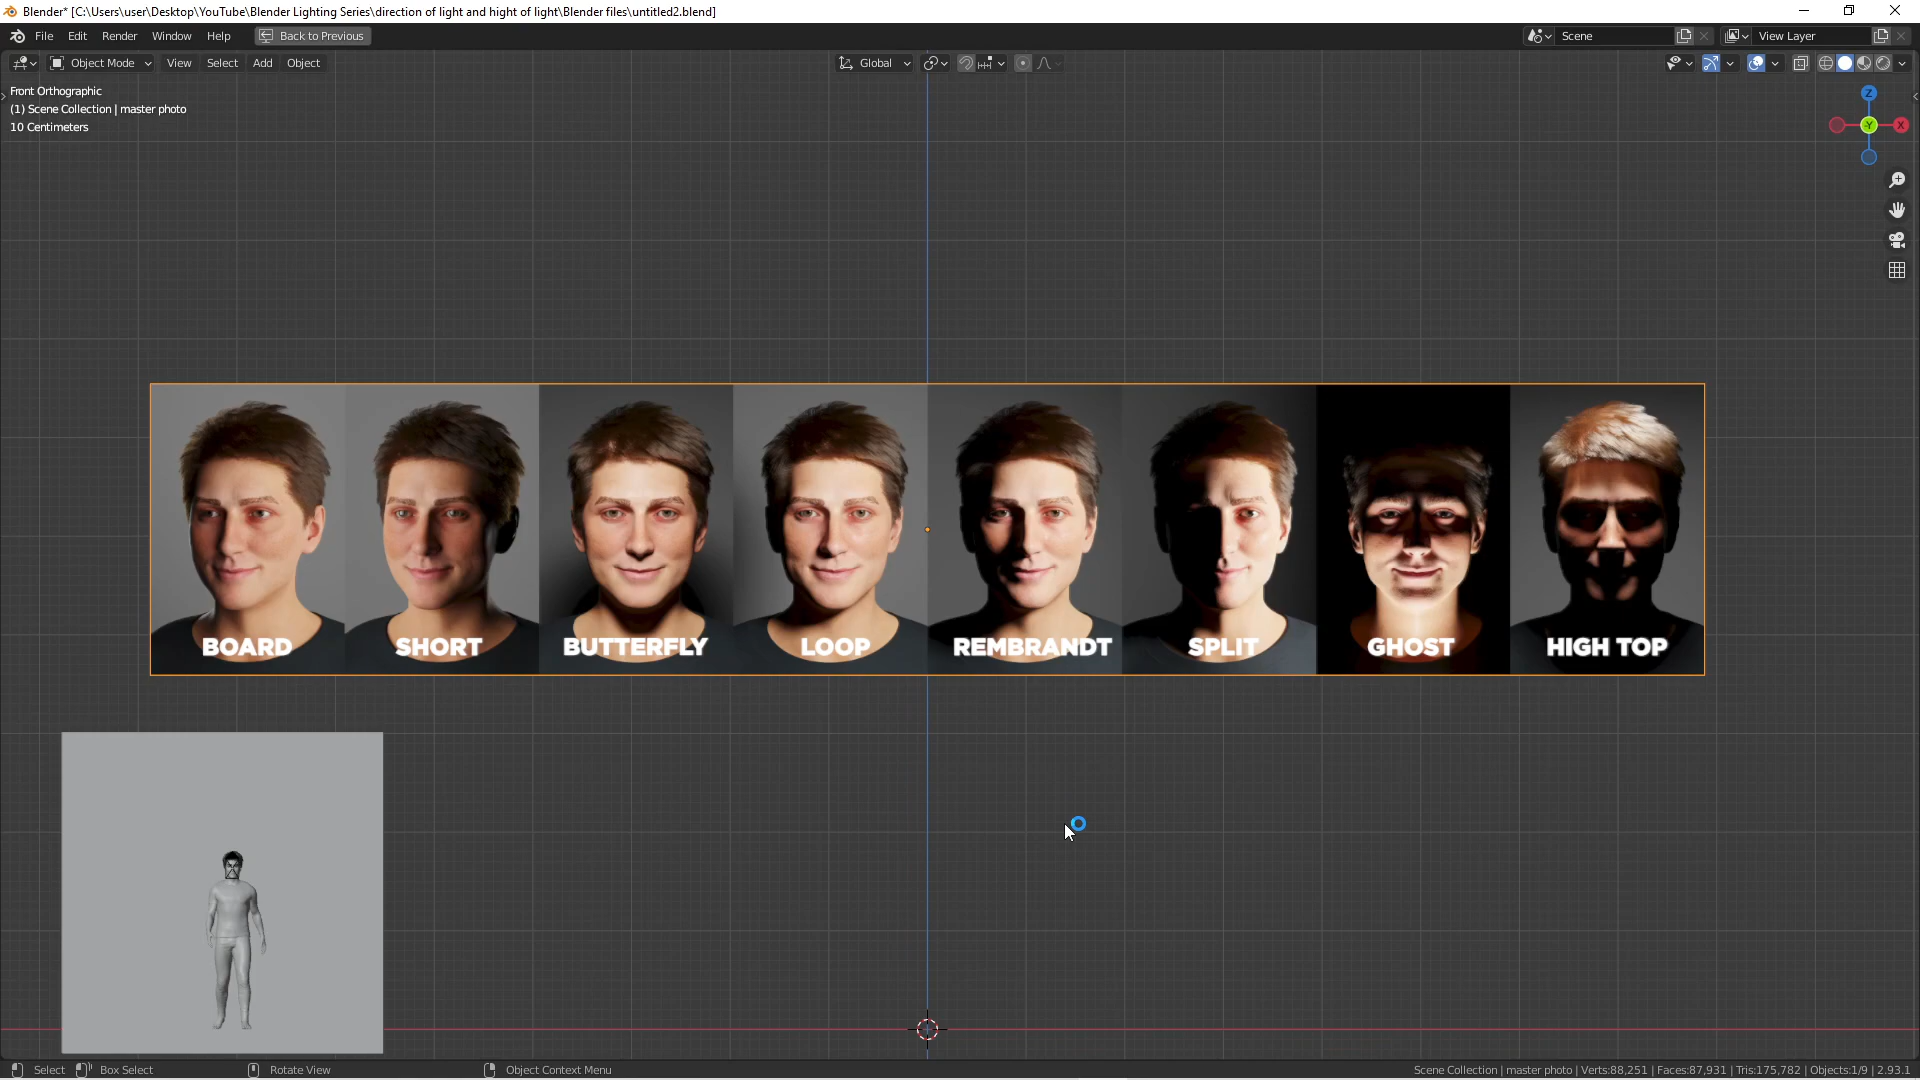 Blender* [C:\Users\user\Desktop\YouTube\Blender Lighting Series\direction of light and hight of light\Blender files\untitled2.blend]
File Edit Render Window Help Back to Previous Scene View Layer
Object Mode View Select Add Object Global
Front Orthographic
(1) Scene Collection | master photo
10 Centimeters
Z
Y X
BOARD SHORT BUTTERFLY LOOP REMBRANDT SPLIT GHOST HIGH TOP
Select Box Select Rotate View Object Context Menu Scene Collection | master photo | Verts:88,251 | Faces:87,931 | Tris:175,782 | Objects:1/9 | 2.93.1